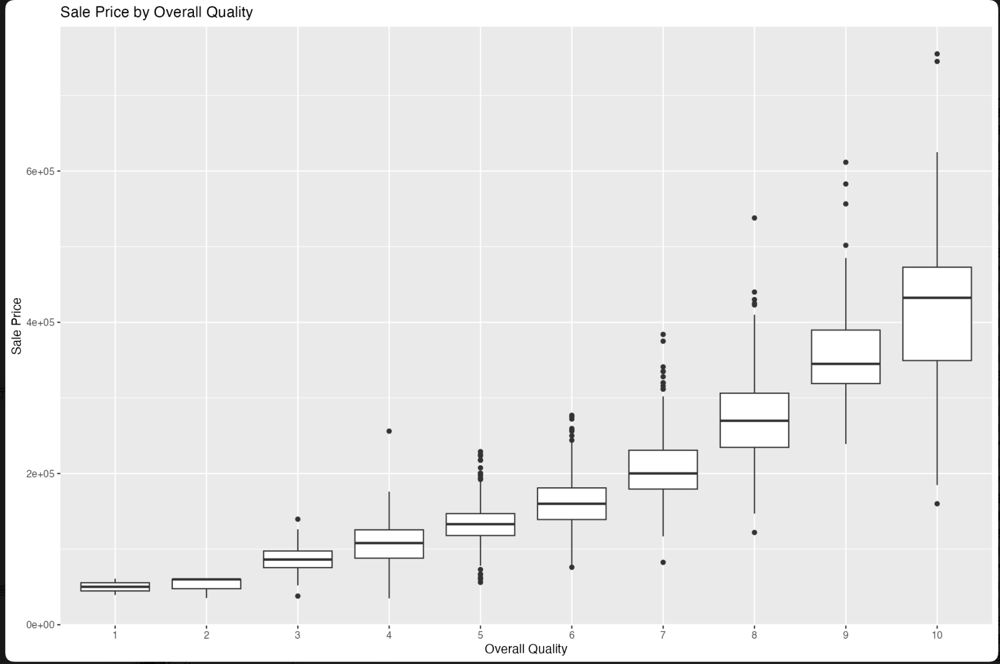 Sale Price by Overall Quality
6e+05
4e+05
2e+05
0e+00
Sale Price
1 2 3 4 5 6 7 8 9 10
Overall Quality